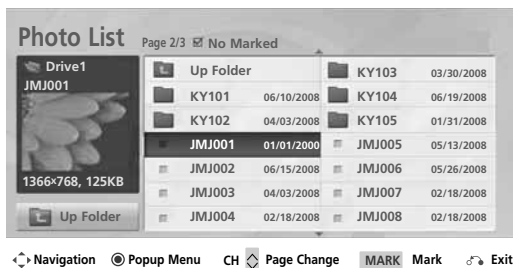 Photo List Page 2/3 No Marked
Drive1
JMJ001
1366×768, 125KB
Up Folder
Up Folder
KY101 06/10/2008
KY102 04/03/2008
JMJ001 01/01/2000
JMJ002 06/15/2008
JMJ003 04/03/2008
JMJ004 02/18/2008
KY103 03/30/2008
KY104 06/19/2008
KY105 01/31/2008
JMJ005 05/13/2008
JMJ006 05/26/2008
JMJ007 02/18/2008
JMJ008 02/18/2008
Navigation Popup Menu CH Page Change MARK Mark Exit